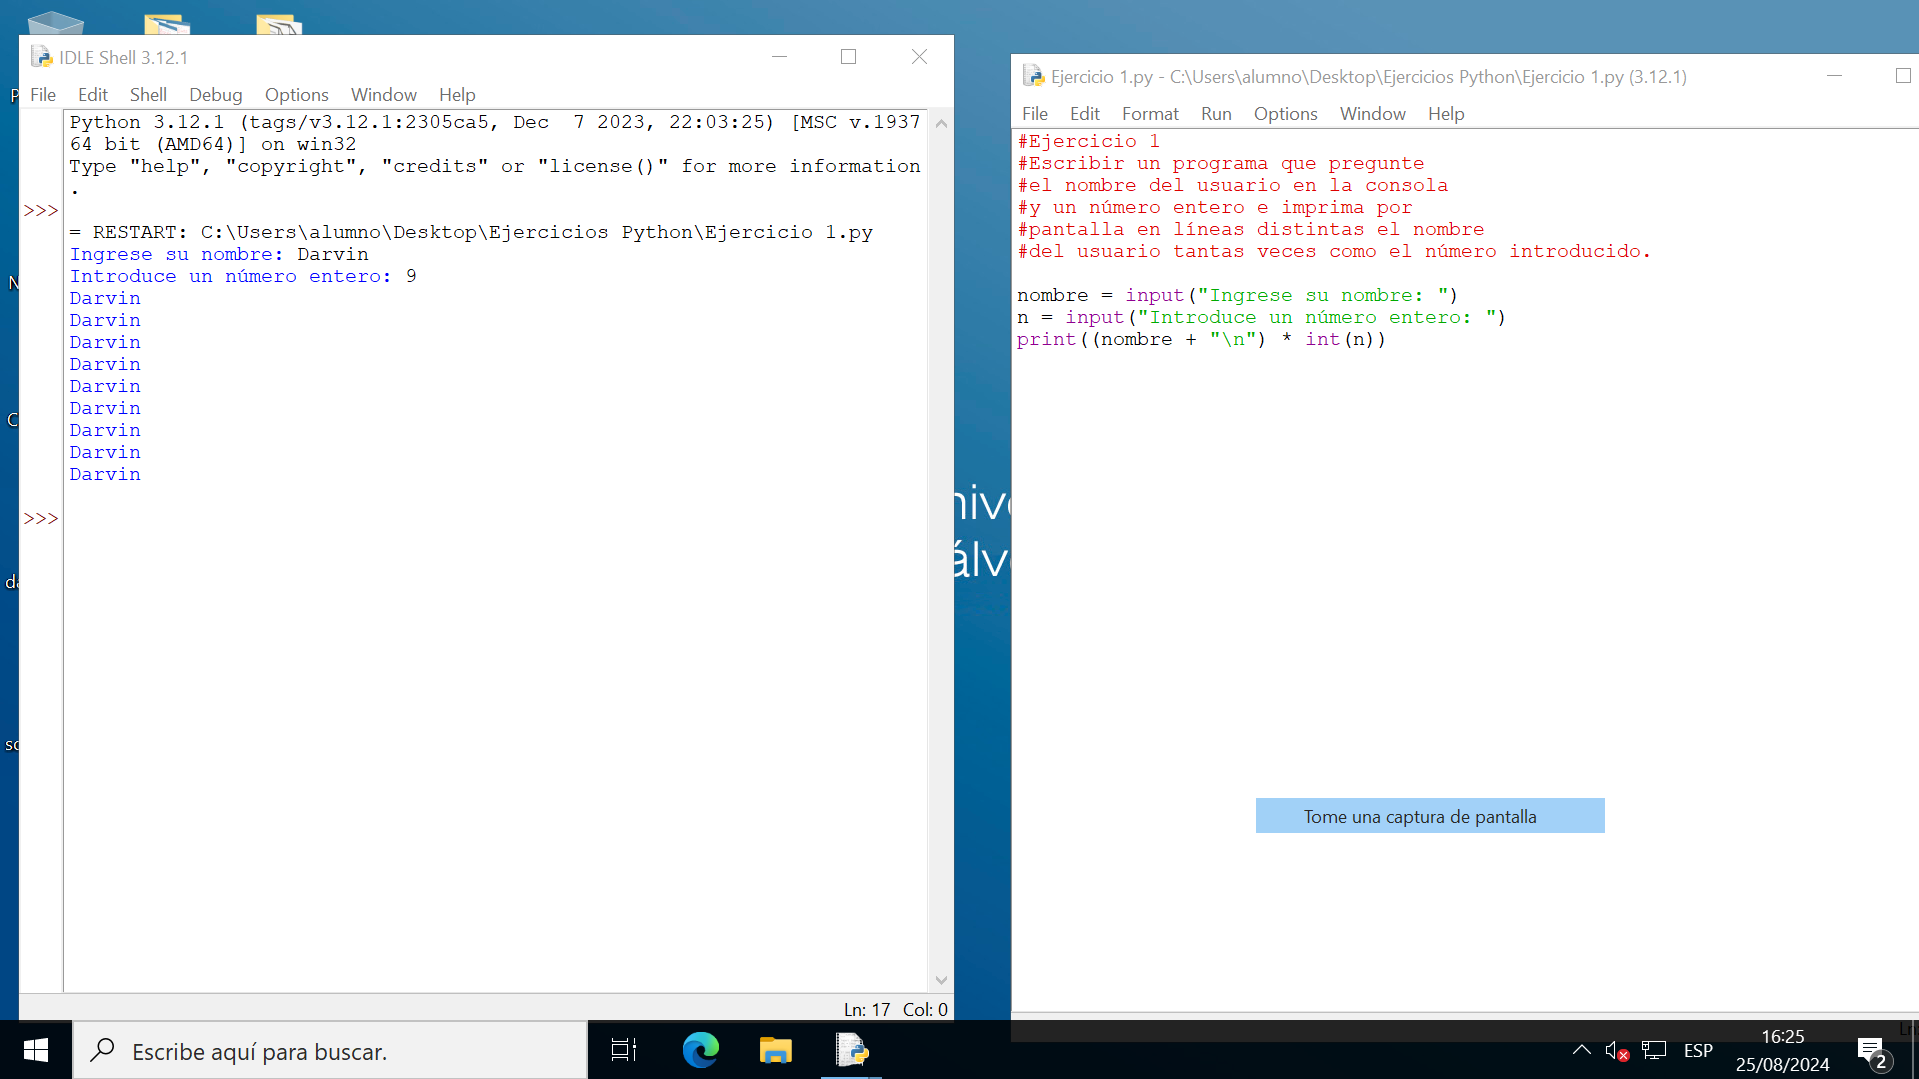 IDLE Shell 3.12.1
File Edit Shell Debug Options Window Help
Python 3.12.1 (tags/v3.12.1:2305ca5, Dec  7 2023, 22:03:25) [MSC v.1937
64 bit (AMD64)] on win32
Type "help", "copyright", "credits" or "license()" for more information
.
>>>
= RESTART: C:\Users\alumno\Desktop\Ejercicios Python\Ejercicio 1.py
Ingrese su nombre: Darvin
Introduce un número entero: 9
Darvin
Darvin
Darvin
Darvin
Darvin
Darvin
Darvin
Darvin
Darvin
>>>
Ln: 17 Col: 0
Ejercicio 1.py - C:\Users\alumno\Desktop\Ejercicios Python\Ejercicio 1.py (3.12.1)
File Edit Format Run Options Window Help
#Ejercicio 1
#Escribir un programa que pregunte
#el nombre del usuario en la consola
#y un número entero e imprima por
#pantalla en líneas distintas el nombre
#del usuario tantas veces como el número introducido.
nombre = input("Ingrese su nombre: ")
n = input("Introduce un número entero: ")
print((nombre + "\n") * int(n))
Tome una captura de pantalla
Escribe aquí para buscar.
ESP
16:25
25/08/2024
2